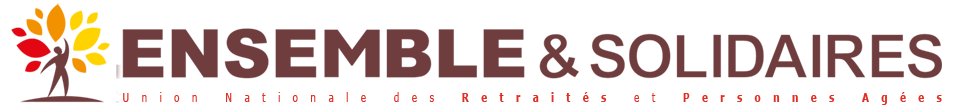 ENSEMBLE & SOLIDAIRES
Union Nationale des Retraités et Personnes Agées